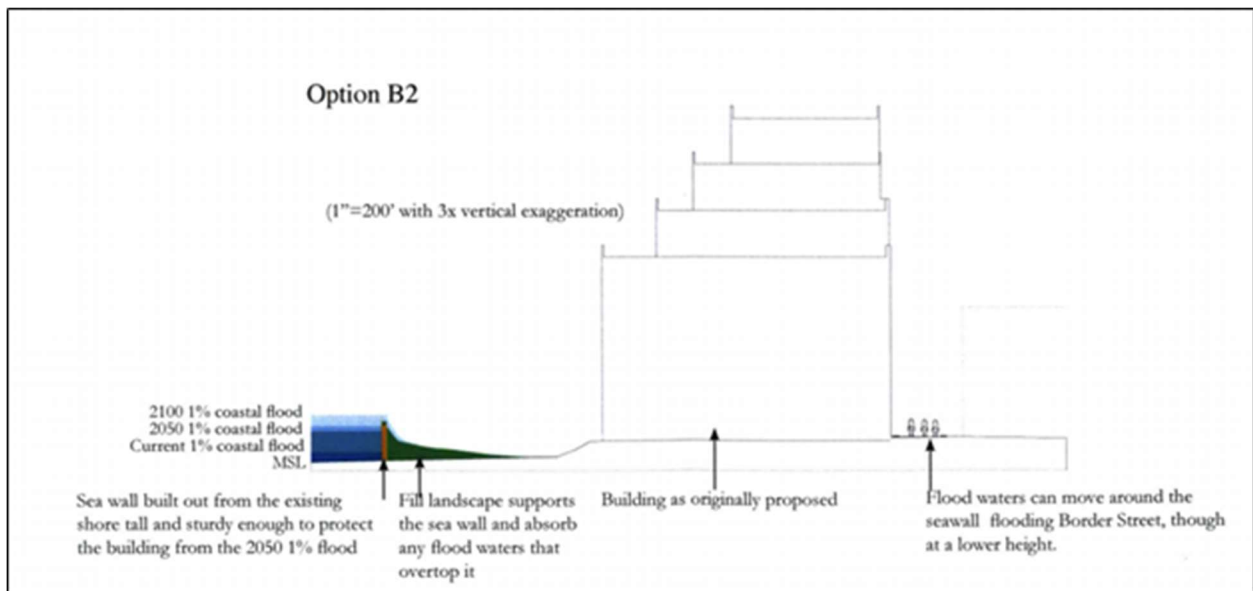 Option B2
(1”=200’ with 3x vertical exaggeration)
2100 1% coastal flood
2050 1% coastal flood
Current 1% coastal flood
MSL
Sea wall built out from the existing
shore tall and sturdy enough to protect
the building from the 2050 1% flood
Fill landscape supports
the sea wall and absorb
any flood waters that
overtop it
Building as originally proposed
Flood waters can move around the
seawall flooding Border Street, though
at a lower height.